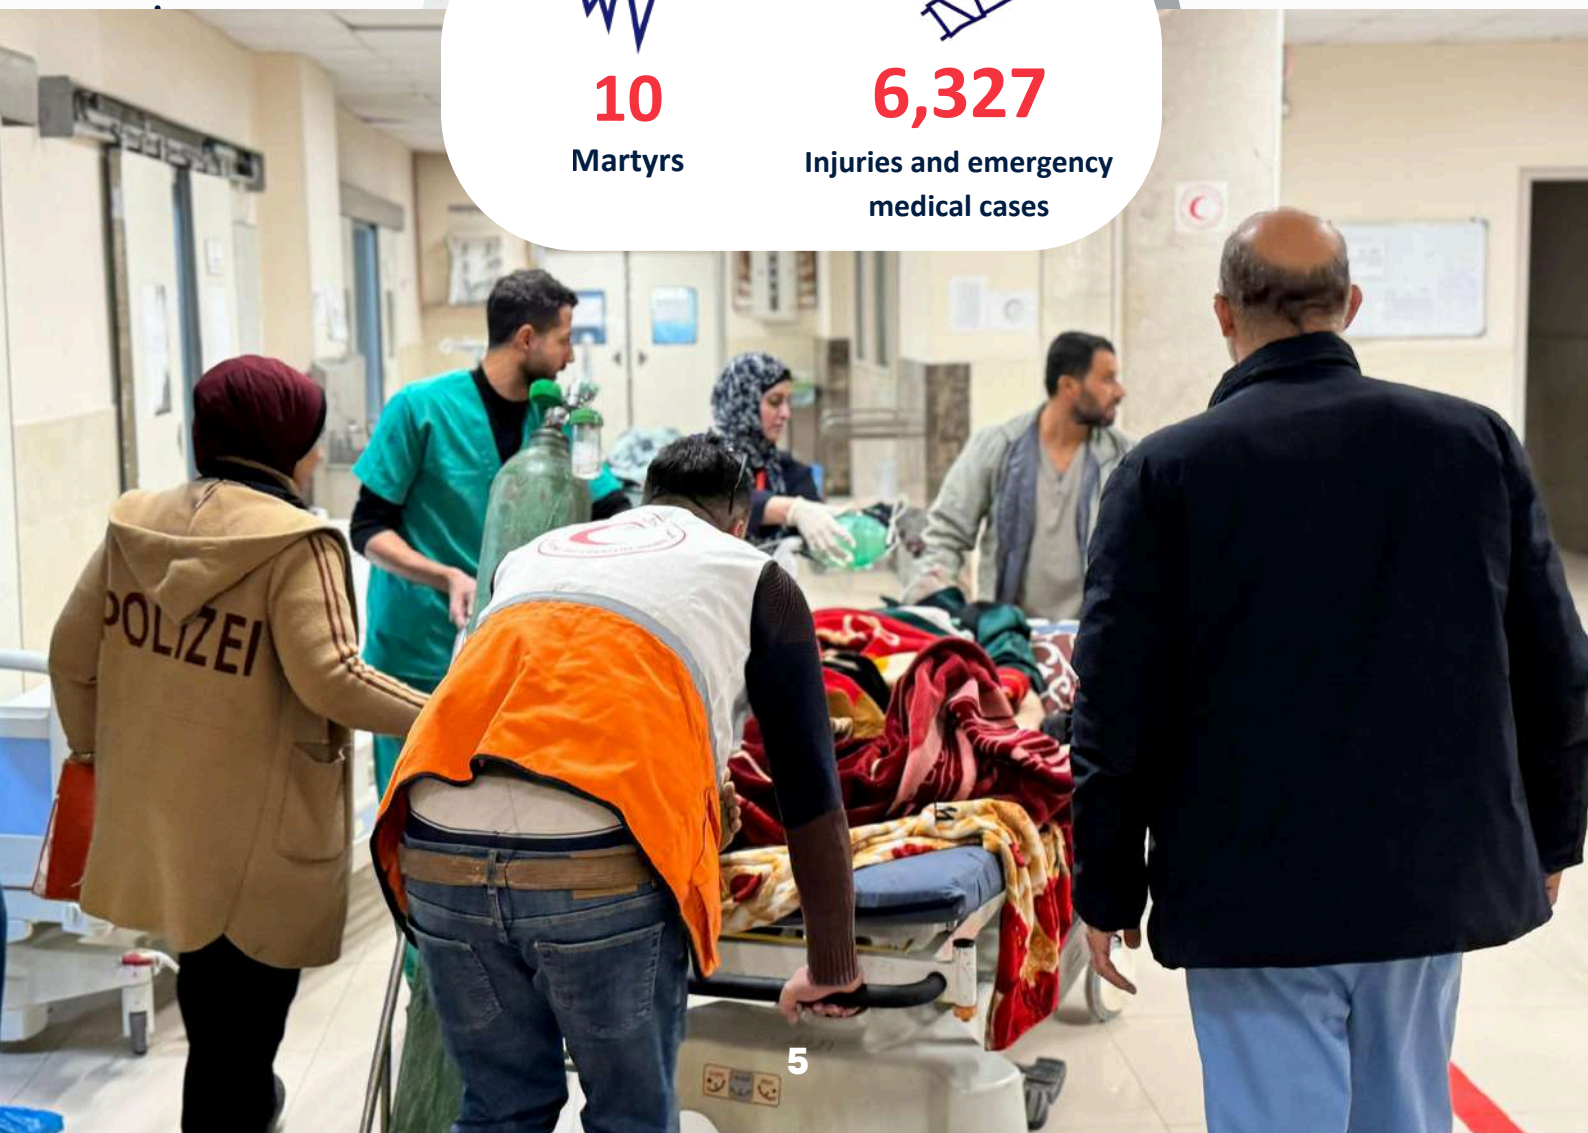 10
6,327
Martyrs
Injuries and emergency
medical cases
POLIZEI
5